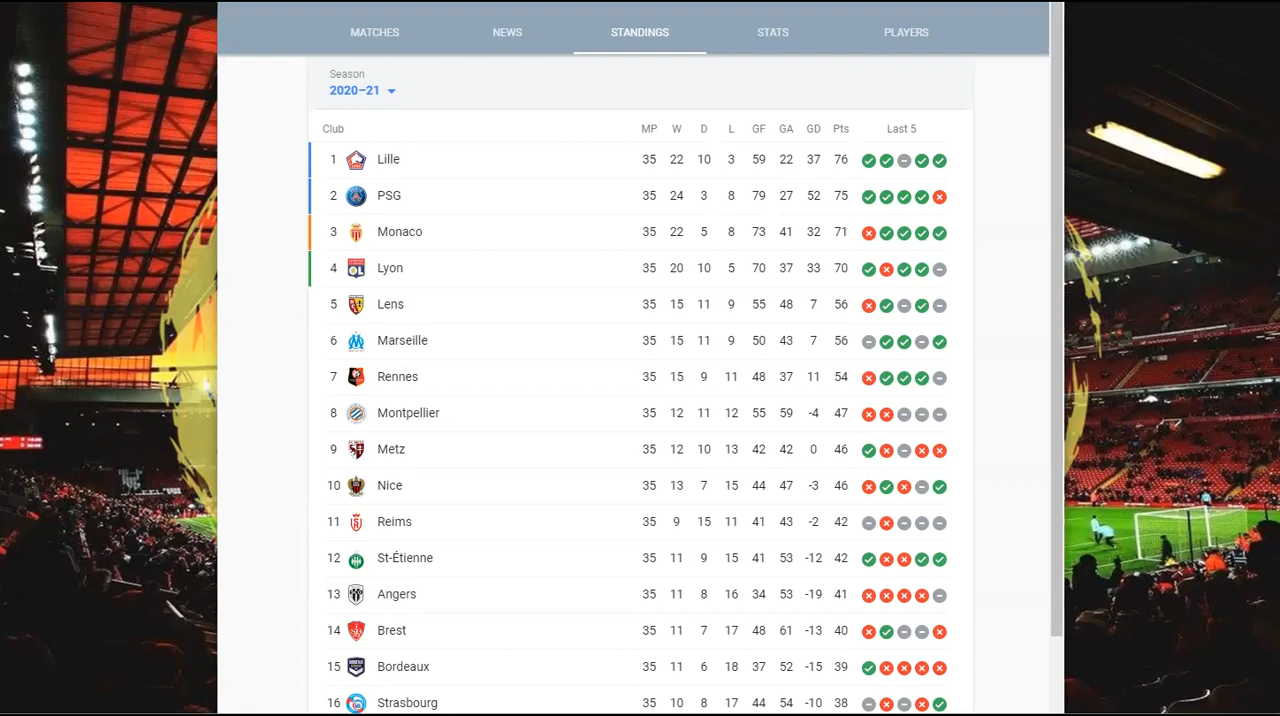 MATCHES NEWS STANDINGS STATS PLAYERS
Season
2020–21
Club MP W D L GF GA GD Pts Last 5
1 Lille 35 22 10 3 59 22 37 76
2 PSG 35 24 3 8 79 27 52 75
3 Monaco 35 22 5 8 73 41 32 71
4 Lyon 35 20 10 5 70 37 33 70
5 Lens 35 15 11 9 55 48 7 56
6 Marseille 35 15 11 9 50 43 7 56
7 Rennes 35 15 9 11 48 37 11 54
8 Montpellier 35 12 11 12 55 59 -4 47
9 Metz 35 12 10 13 42 42 0 46
10 Nice 35 13 7 15 44 47 -3 46
11 Reims 35 9 15 11 41 43 -2 42
12 St-Étienne 35 11 9 15 41 53 -12 42
13 Angers 35 11 8 16 34 53 -19 41
14 Brest 35 11 7 17 48 61 -13 40
15 Bordeaux 35 11 6 18 37 52 -15 39
16 Strasbourg 35 10 8 17 44 54 -10 38